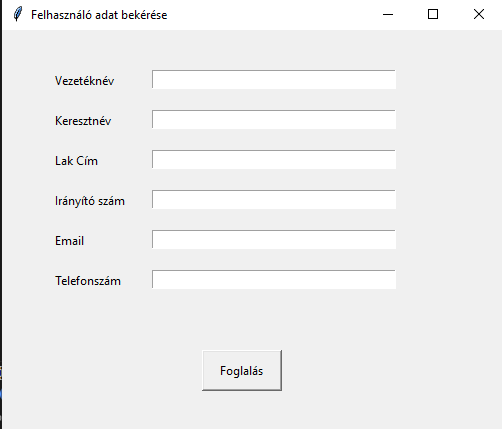 Felhasználó adat bekérése
Vezetéknév
Keresztnév
Lak Cím
Irányító szám
Email
Telefonszám
Foglalás